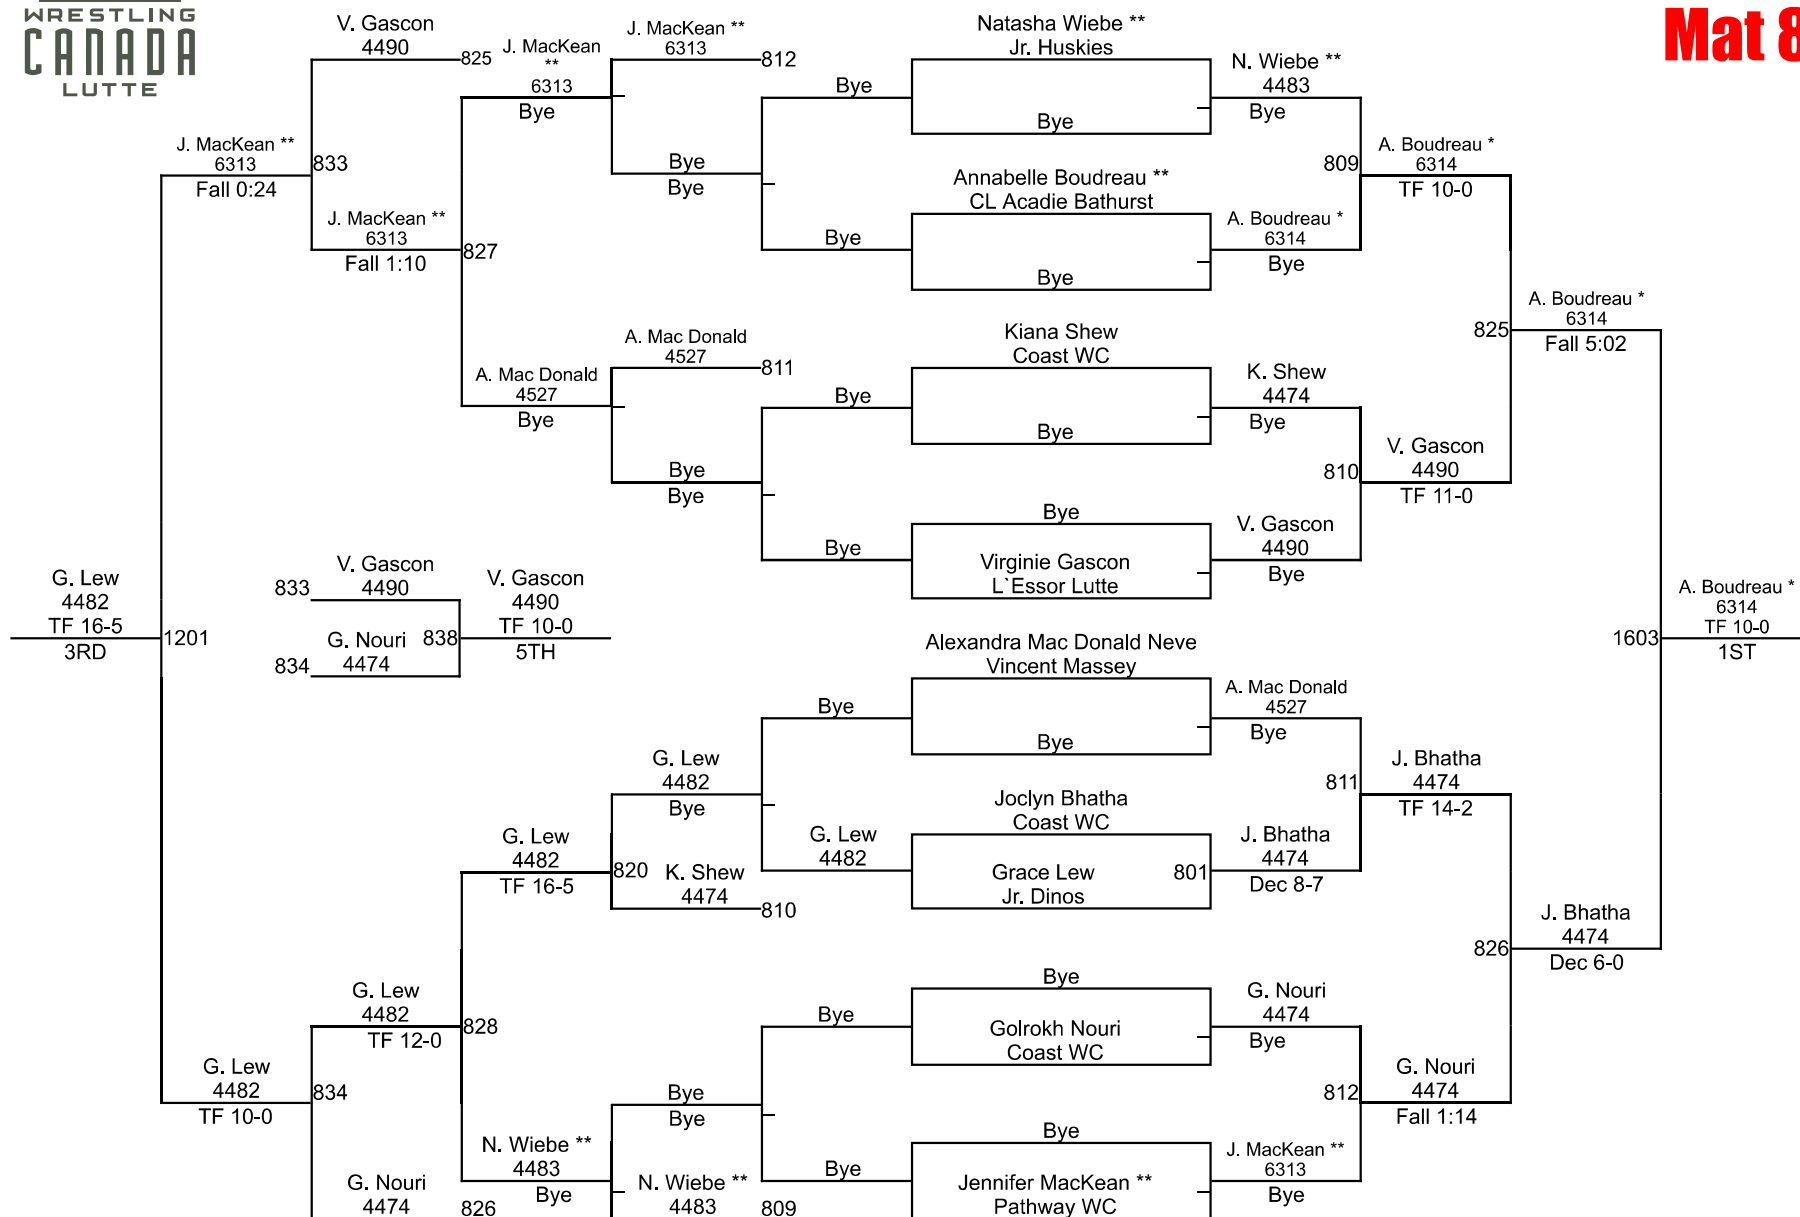 WRESTLING
CANADA
LUTTE
Mat 8
V. Gascon
4490
825
J. MacKean
**
6313
Bye
J. MacKean **
6313
812
J. MacKean **
6313
Fall 0:24
833
J. MacKean **
6313
Fall 1:10
827
Bye
Bye
A. Mac Donald
4527
811
A. Mac Donald
4527
Bye
Bye
Bye
Bye
Bye
Bye
Bye
Natasha Wiebe **
Jr. Huskies
Bye
N. Wiebe **
4483
Bye
Annabelle Boudreau **
CL Acadie Bathurst
Bye
A. Boudreau *
6314
Bye
809
A. Boudreau *
6314
TF 10-0
Kiana Shew
Coast WC
Bye
K. Shew
4474
Bye
Bye
Virginie Gascon
L`Essor Lutte
V. Gascon
4490
Bye
810
V. Gascon
4490
TF 11-0
825
A. Boudreau *
6314
Fall 5:02
G. Lew
4482
TF 16-5
3RD
1201
833
V. Gascon
4490
834
G. Nouri
4474
838
V. Gascon
4490
TF 10-0
5TH
1603
A. Boudreau *
6314
TF 10-0
1ST
Alexandra Mac Donald Neve
Vincent Massey
Bye
A. Mac Donald
4527
Bye
Bye
G. Lew
4482
Bye
G. Lew
4482
Joclyn Bhatha
Coast WC
Grace Lew
Jr. Dinos
801
J. Bhatha
4474
Dec 8-7
811
J. Bhatha
4474
TF 14-2
G. Lew
4482
TF 16-5
820
K. Shew
4474
810
826
J. Bhatha
4474
Dec 6-0
G. Lew
4482
TF 12-0
828
Bye
Bye
Golrokh Nouri
Coast WC
G. Nouri
4474
Bye
812
G. Nouri
4474
Fall 1:14
G. Lew
4482
TF 10-0
834
Bye
Bye
N. Wiebe **
4483
Bye
Bye
Bye
Jennifer MacKean **
Pathway WC
J. MacKean **
6313
Bye
G. Nouri
4474
826
N. Wiebe **
4483
809